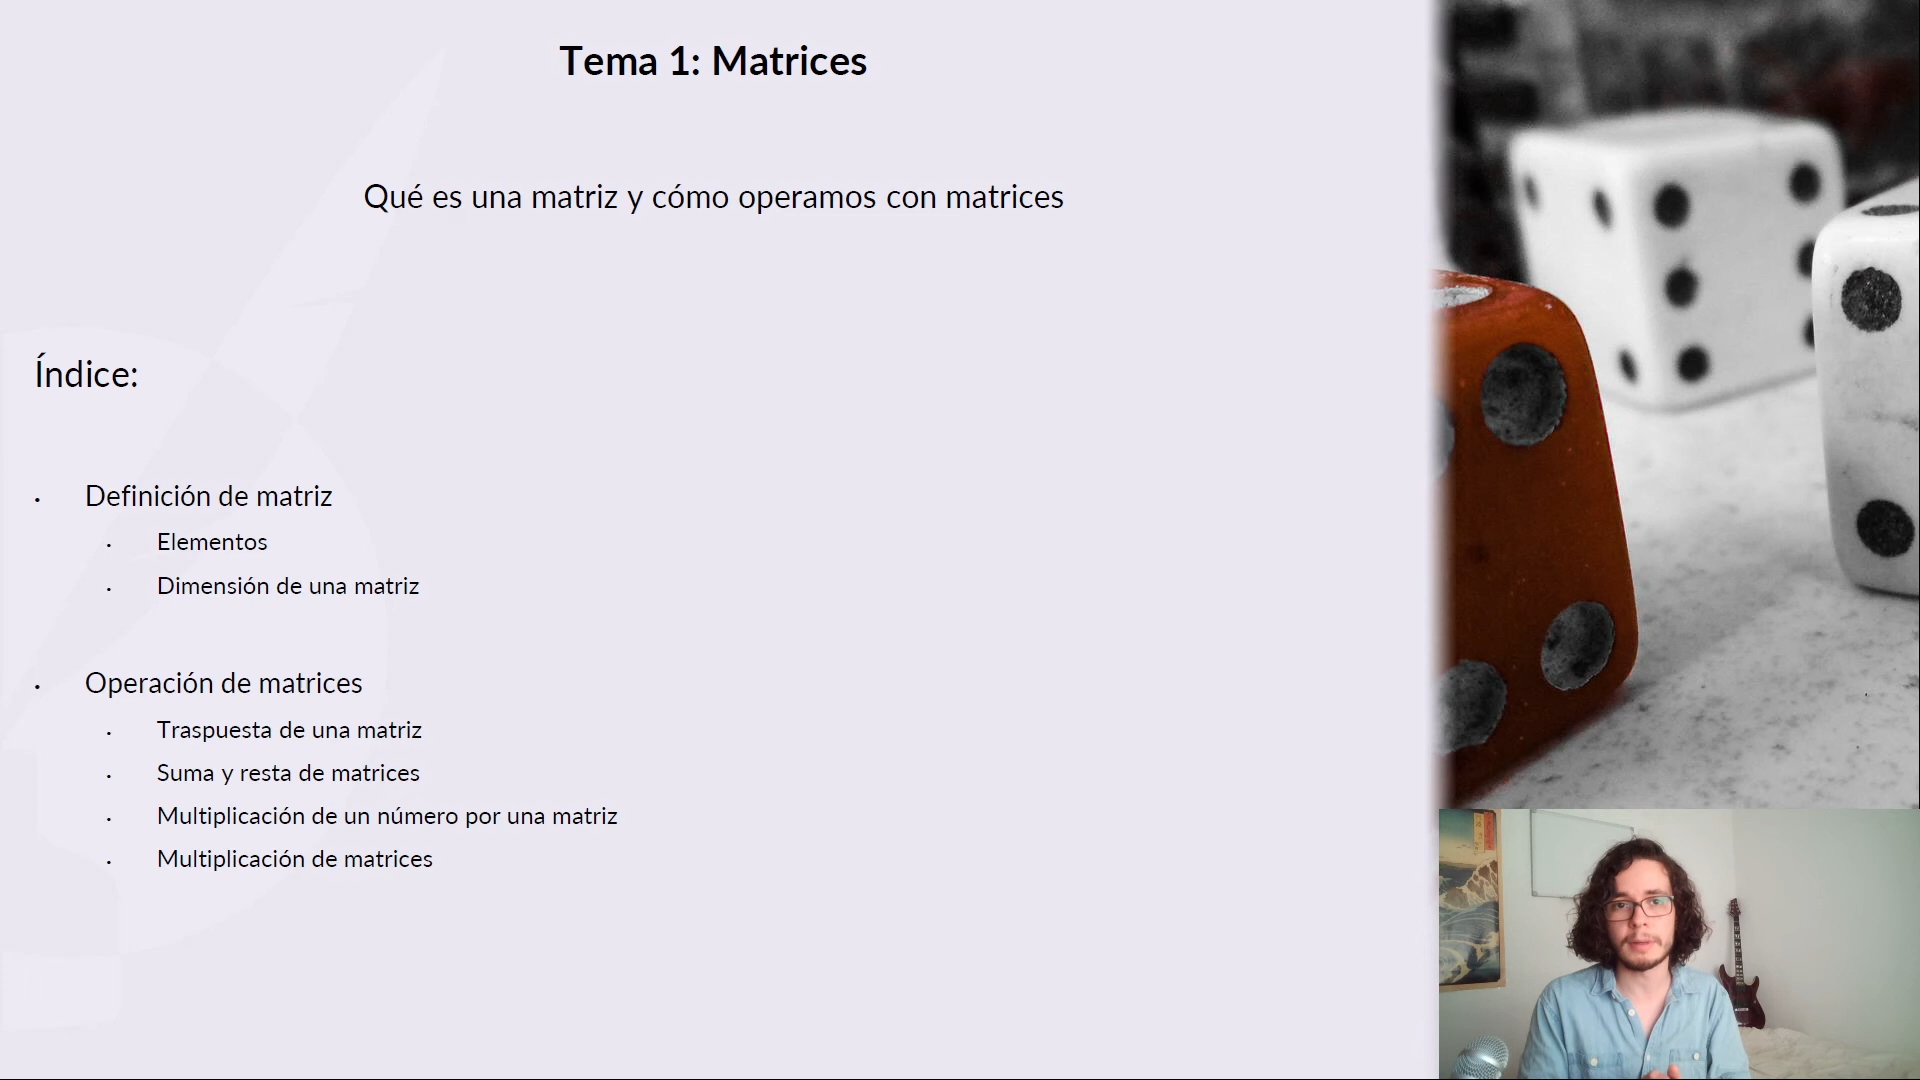 Tema 1: Matrices
Qué es una matriz y cómo operamos con matrices
Índice:
• Definición de matriz
• Elementos
• Dimensión de una matriz
• Operación de matrices
• Traspuesta de una matriz
• Suma y resta de matrices
• Multiplicación de un número por una matriz
• Multiplicación de matrices